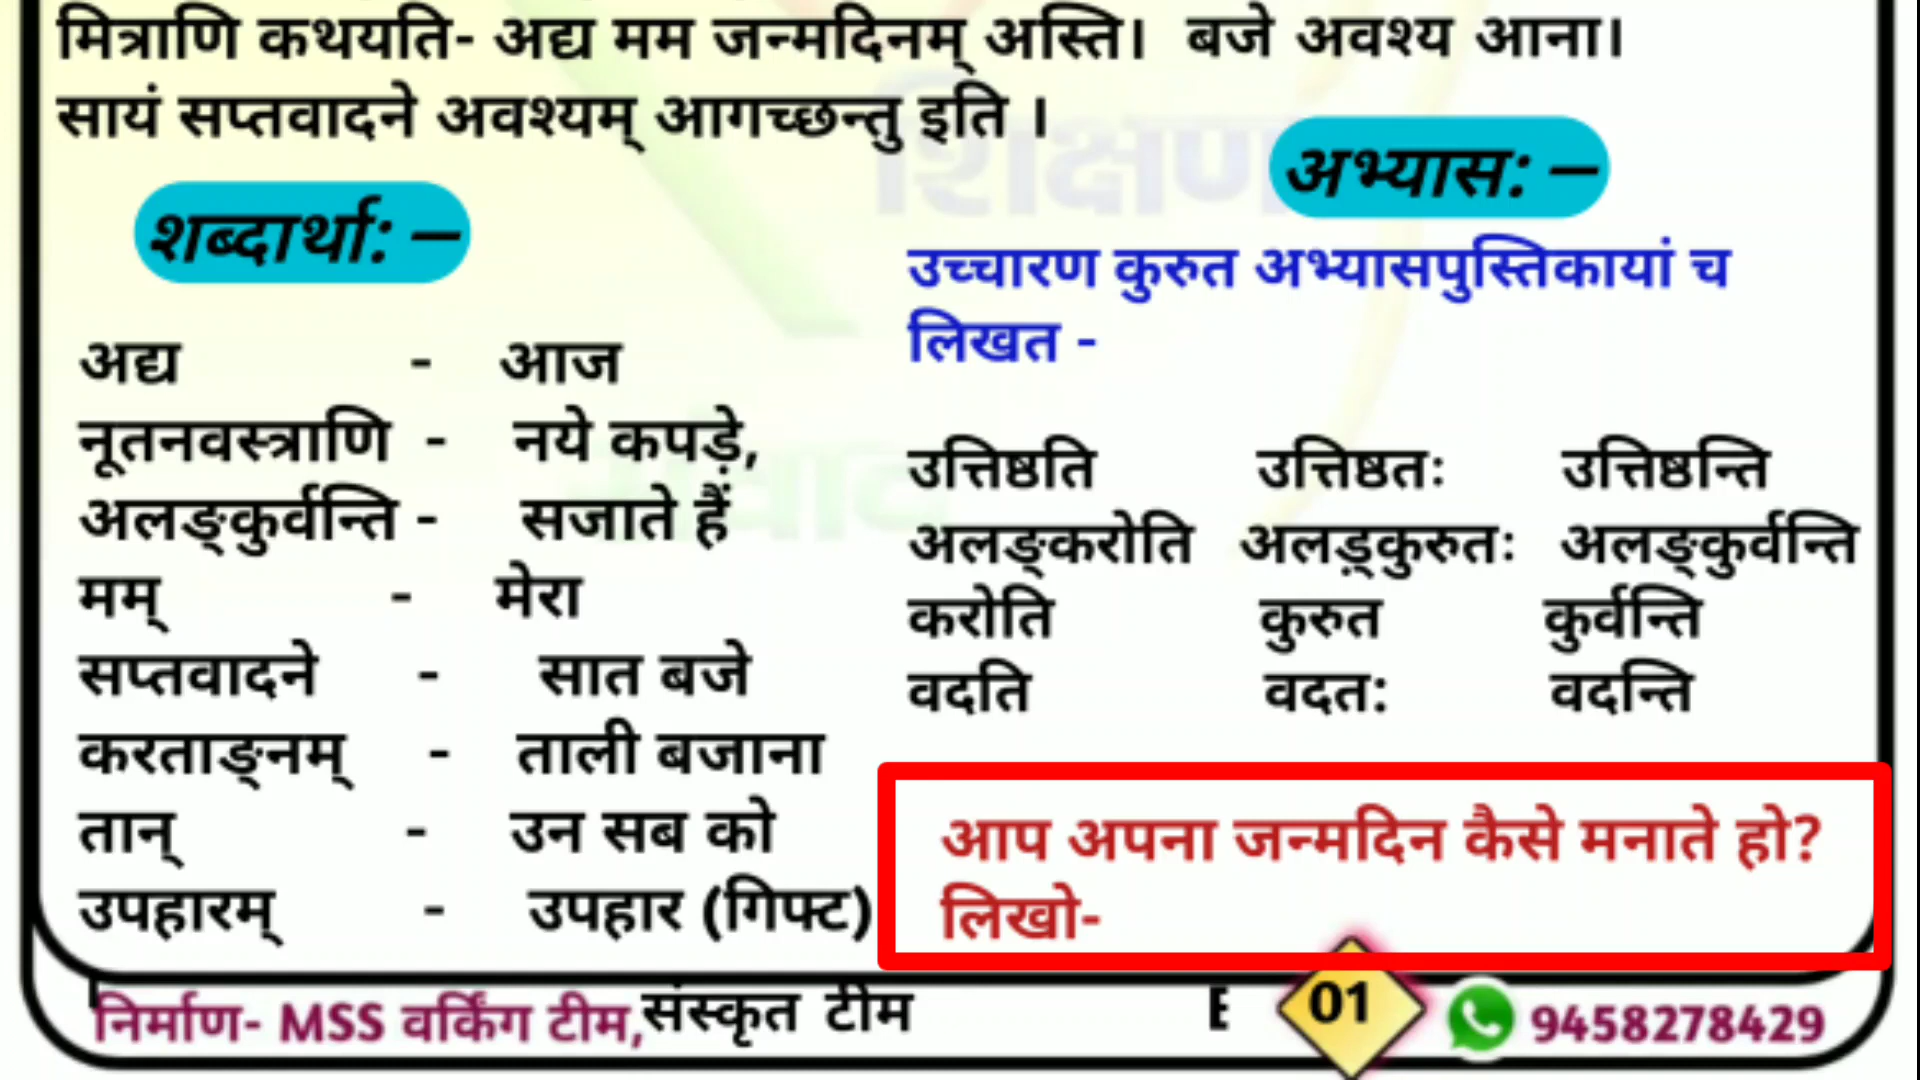 मित्राणि कथयति- अद्य मम जन्मदिनम् अस्ति।
सायं सप्तवादने अवश्यम् आगच्छन्तु इति ।
बजे अवश्य आना।
शब्दार्था: –
अद्य - आज
नूतनवस्त्राणि - नये कपड़े,
अलङ्कुर्वन्ति - सजाते हैं
मम् - मेरा
सप्तवादने - सात बजे
करताङ्नम् - ताली बजाना
तान् - उन सब को
उपहारम् - उपहार (गिफ्ट)
अभ्यास: –
उच्चारण कुरुत अभ्यासपुस्तिकायां च
लिखत -
उत्तिष्ठति उत्तिष्ठतः उत्तिष्ठन्ति
अलङ्करोति अलड़्कुरुतः अलङ्कुर्वन्ति
करोति कुरुत कुर्वन्ति
वदति वदत: वदन्ति
आप अपना जन्मदिन कैसे मनाते हो?
लिखो-
निर्माण- MSS वर्किंग टीम, संस्कृत टीम E 01 9458278429
शिक्षण